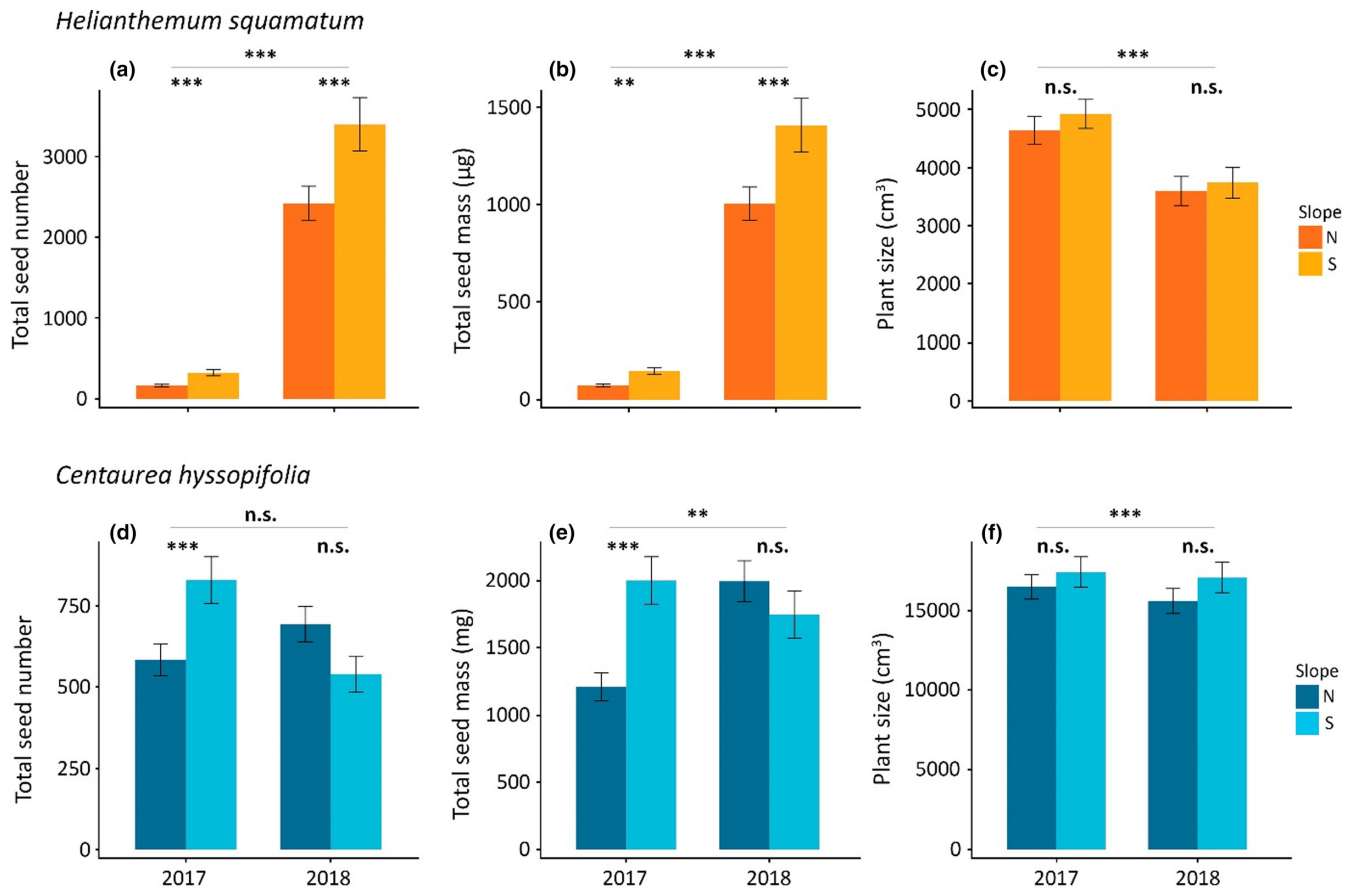 Helianthemum squamatum
(a)
***
***
***
Total seed number
3000
2000
1000
0
(b)
***
**
***
Total seed mass (µg)
1500
1000
500
0
(c)
***
n.s.
n.s.
Plant size (cm³)
5000
4000
3000
2000
1000
0
Slope
N
S
Centaurea hyssopifolia
(d)
n.s.
***
n.s.
Total seed number
750
500
250
0
2017
2018
(e)
**
***
n.s.
Total seed mass (mg)
2000
1500
1000
500
0
2017
2018
(f)
***
n.s.
n.s.
Plant size (cm³)
15000
10000
5000
0
2017
2018
Slope
N
S